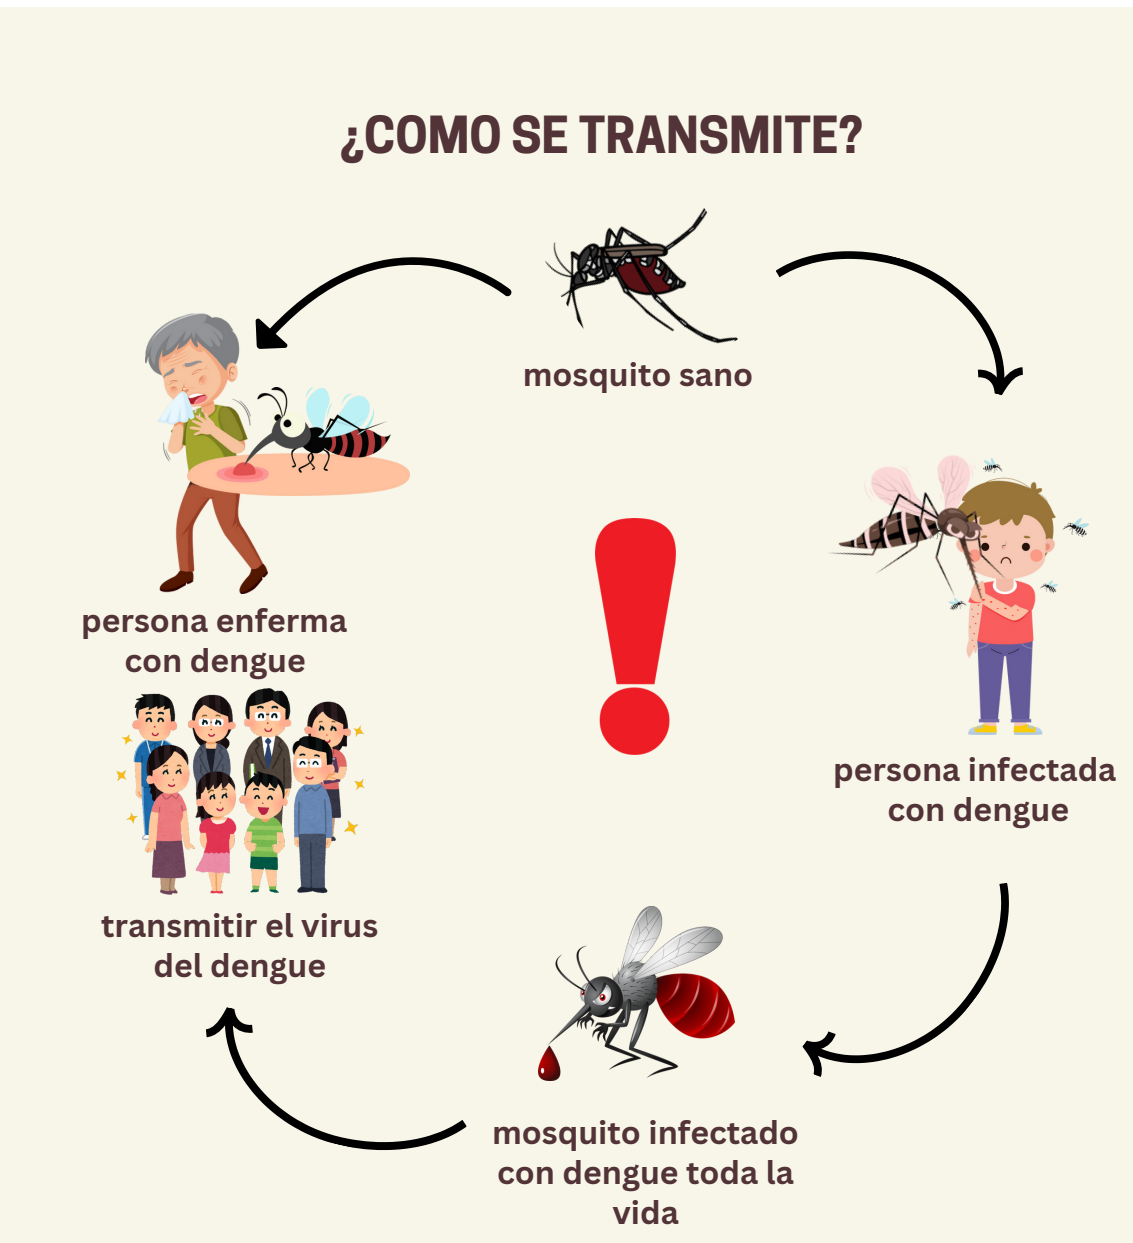 ¿COMO SE TRANSMITE?
mosquito sano
persona enferma
con dengue
persona infectada
con dengue
transmitir el virus
del dengue
mosquito infectado
con dengue toda la
vida